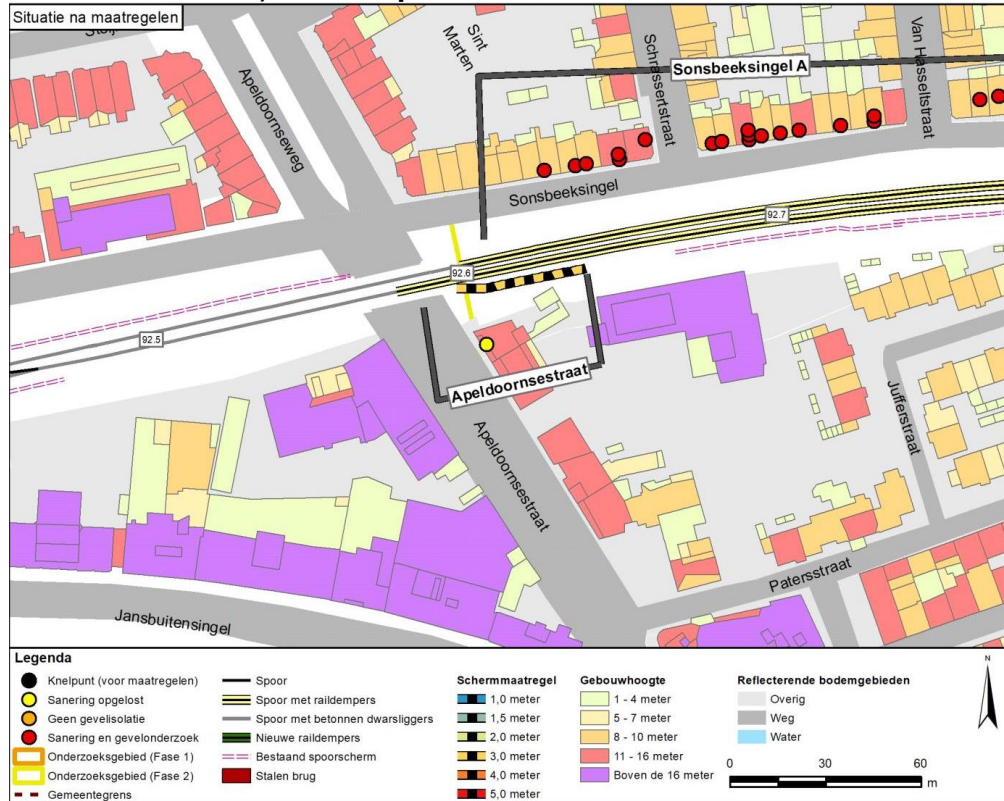 Situatie na maatregelen
Sint
Marten
Apeldoornseweg
Schrassertstraat
Van Hasseltstraat
Sonsbeeksingel A
Sonsbeeksingel
92.7
92.6
92.5
Apeldoornsestraat
Apeldoornsestraat
Jufferstraat
Patersstraat
Jansbuitensingel
Legenda
Knelpunt (voor maatregelen)
Sanering opgelost
Geen gevelisolatie
Sanering en gevelonderzoek
Onderzoeksgebied (Fase 1)
Onderzoeksgebied (Fase 2)
Gemeentegrens
Spoor
Spoor met raildempers
Spoor met betonnen dwarsliggers
Nieuwe raildempers
Bestaand spoorscherm
Stalen brug
Schermmaatregel
1,0 meter
1,5 meter
2,0 meter
3,0 meter
4,0 meter
5,0 meter
Gebouwhoogte
1 - 4 meter
5 - 7 meter
8 - 10 meter
11 - 16 meter
Boven de 16 meter
Reflecterende bodemgebieden
Overig
Weg
Water
N
0 30 60
m